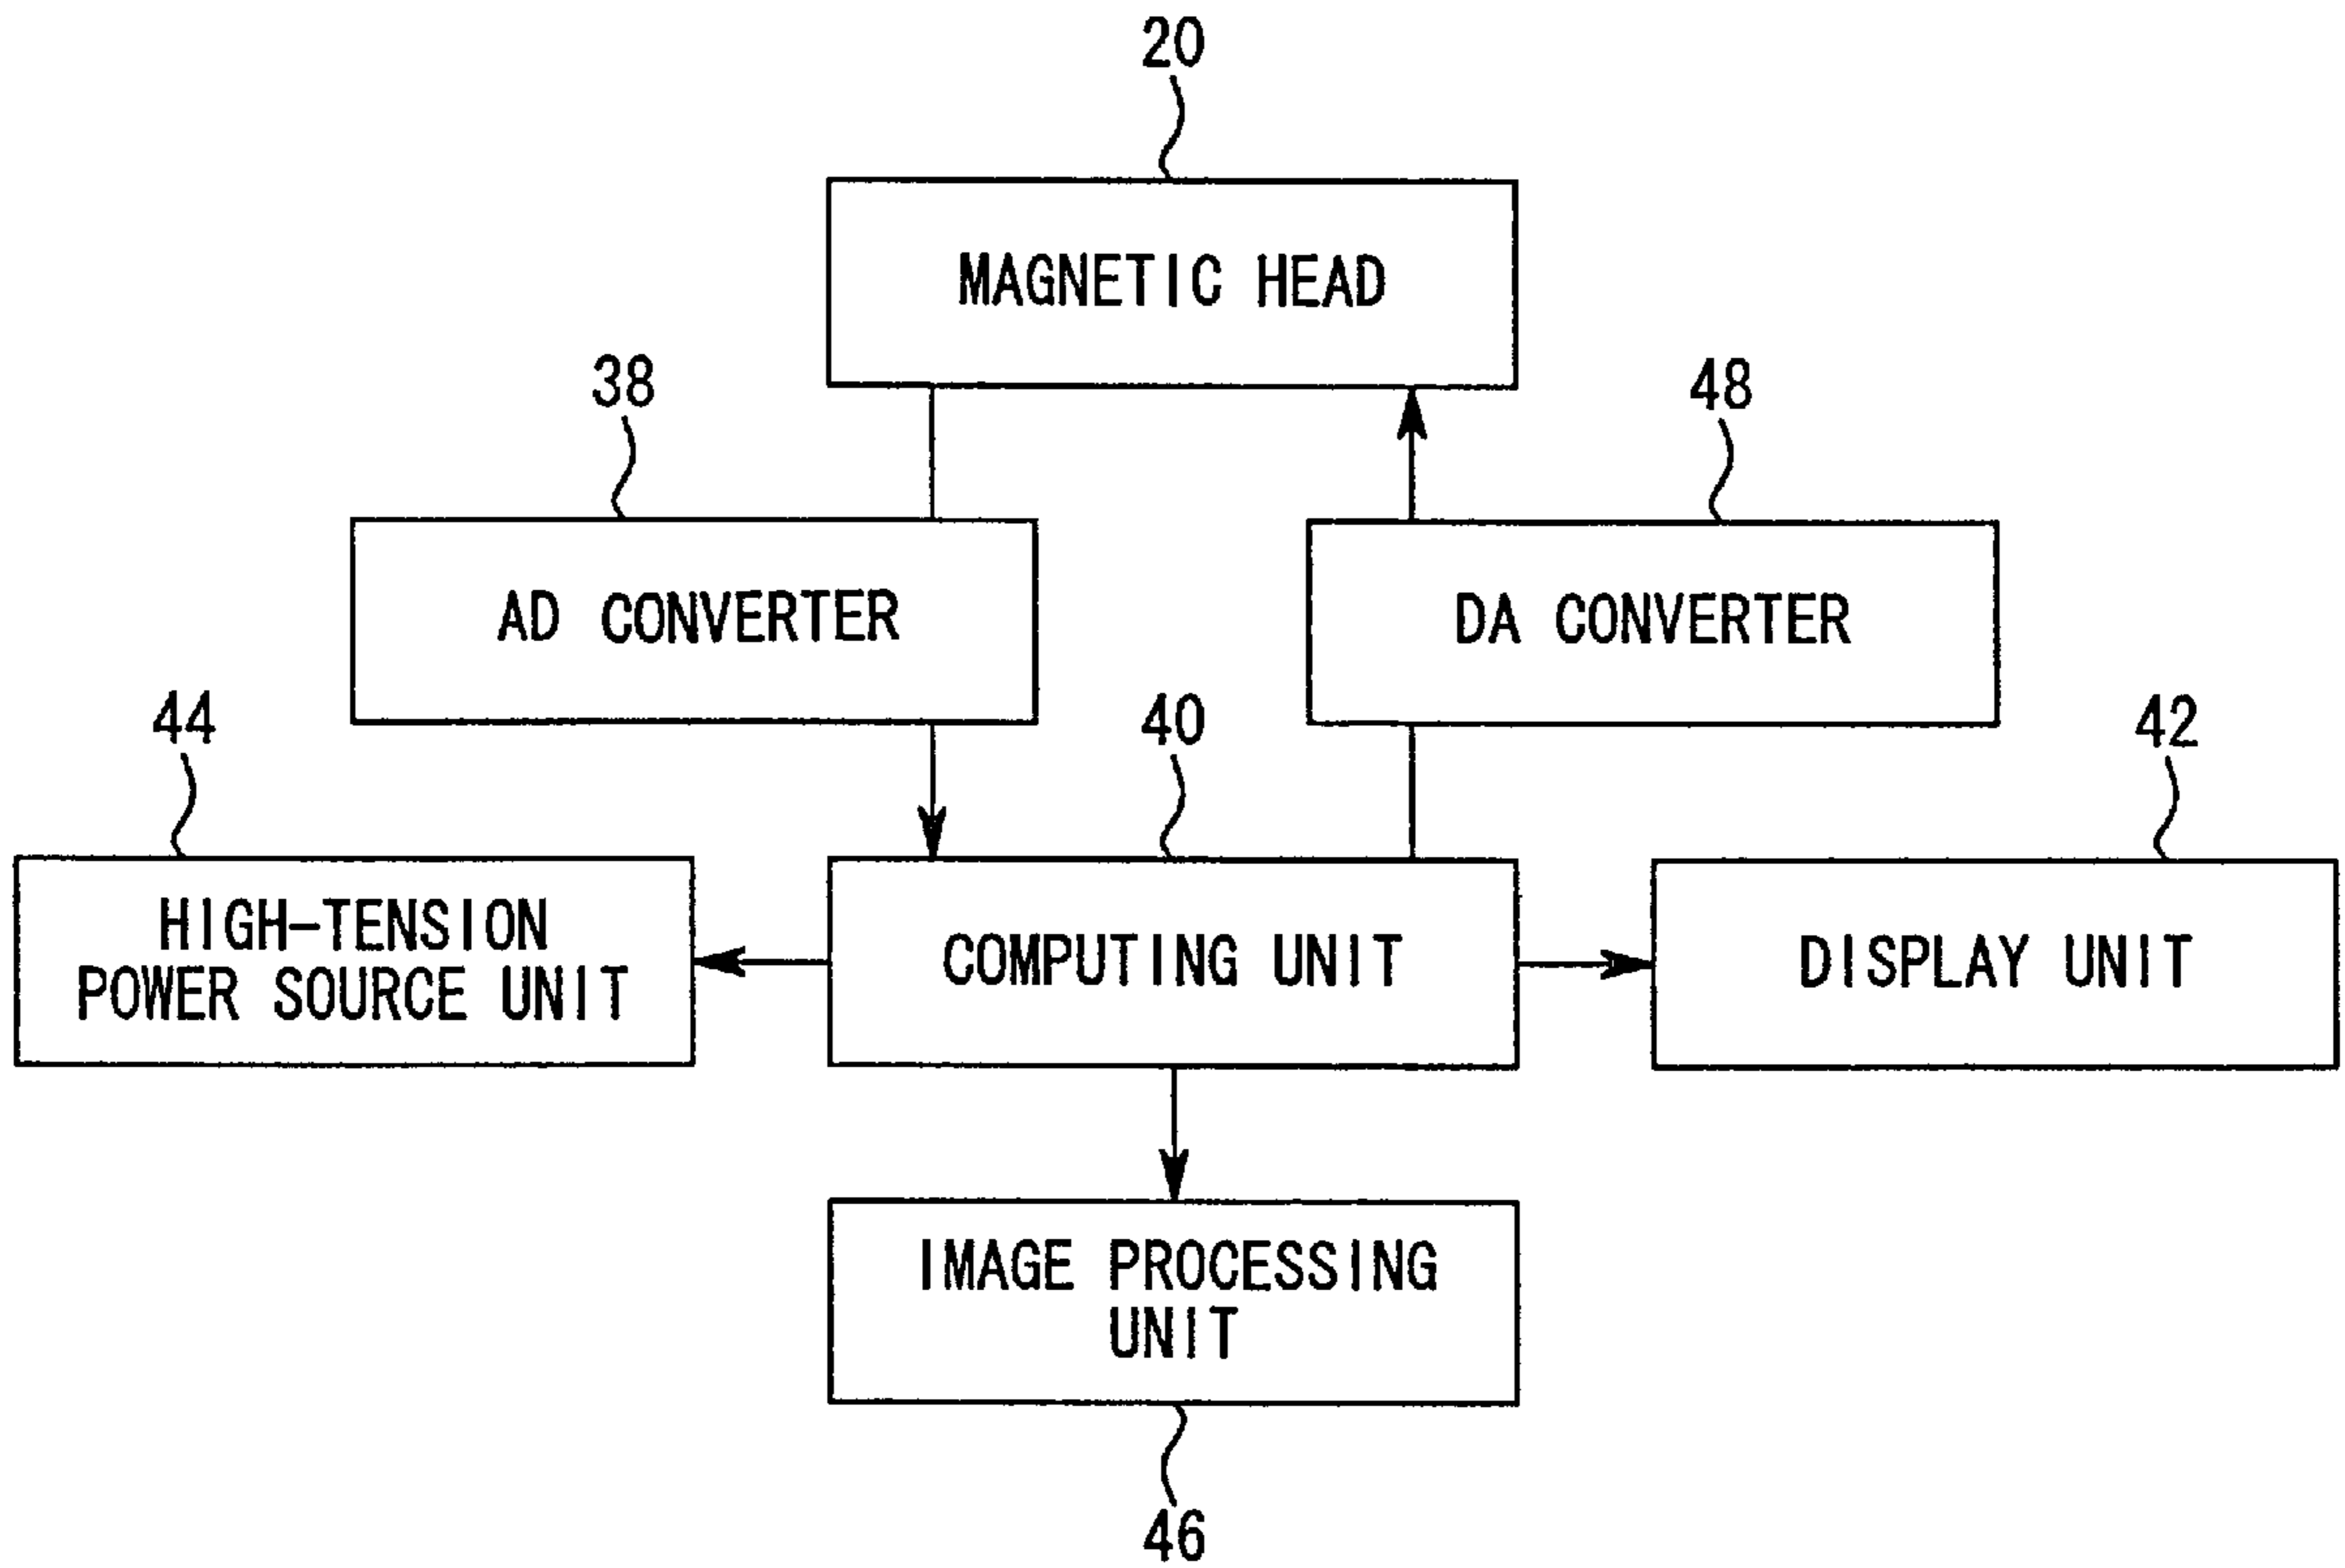 20
MAGNETIC HEAD
38
48
AD CONVERTER
DA CONVERTER
44
40
42
HIGH-TENSION
POWER SOURCE UNIT
COMPUTING UNIT
DISPLAY UNIT
IMAGE PROCESSING
UNIT
46